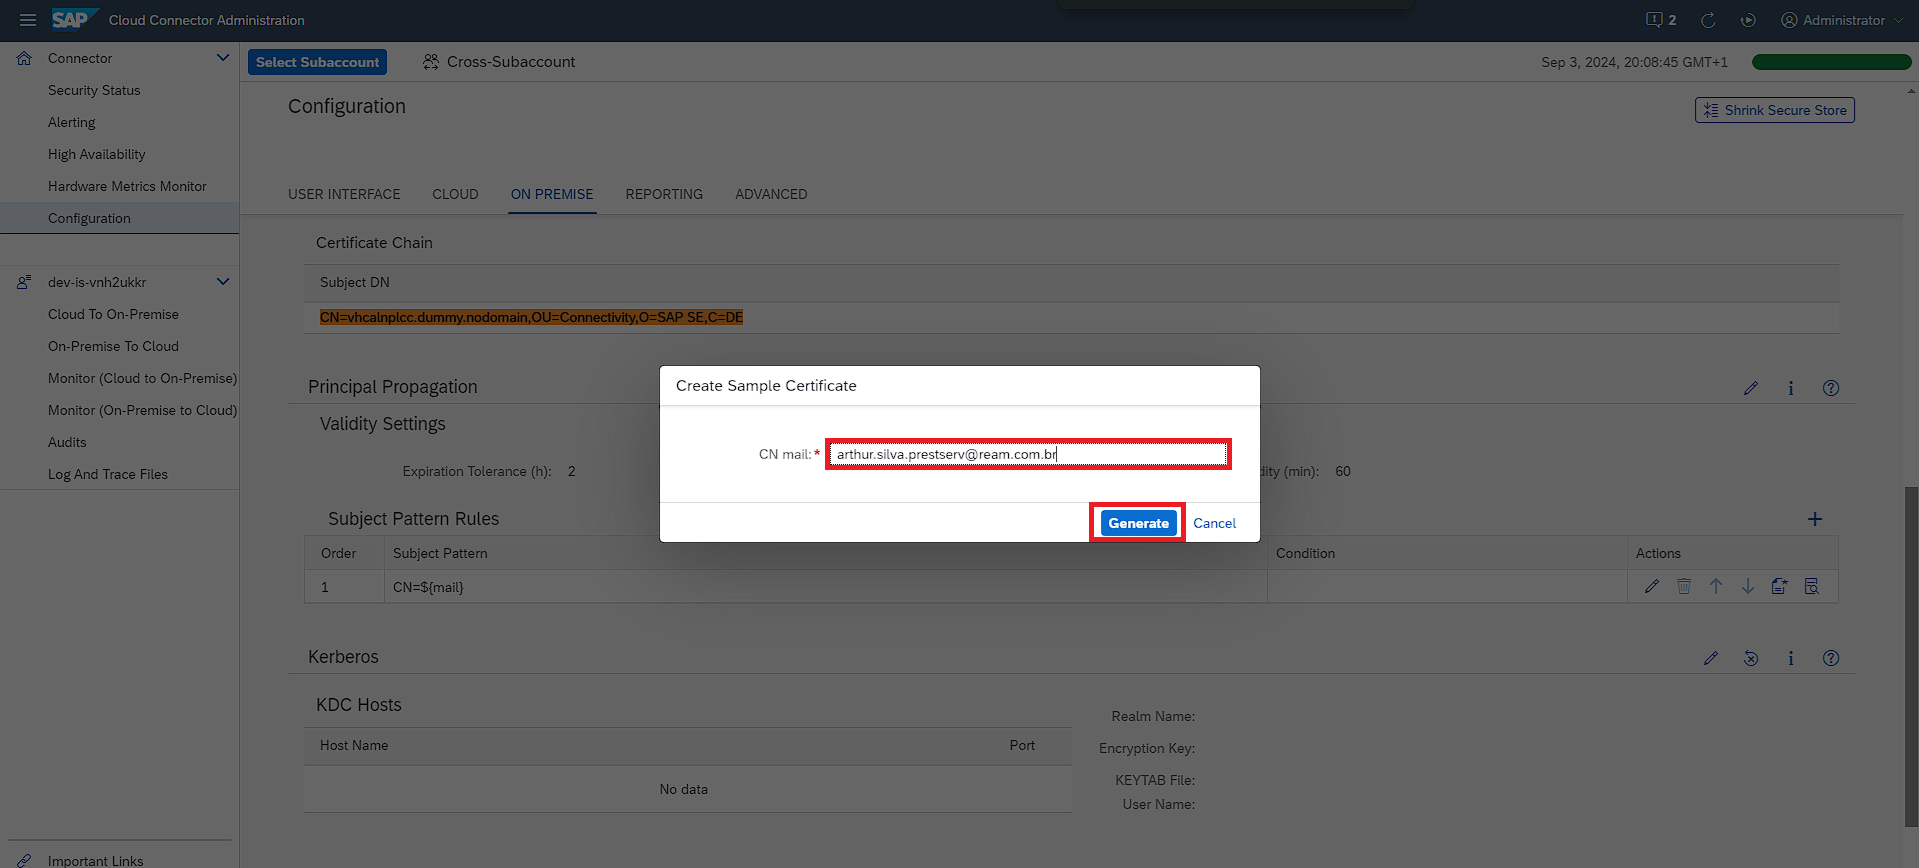 SAP Cloud Connector Administration
2
Administrator
Connector
Security Status
Alerting
High Availability
Hardware Metrics Monitor
Configuration
dev-is-vnh2ukkr
Cloud To On-Premise
On-Premise To Cloud
Monitor (Cloud to On-Premise)
Monitor (On-Premise to Cloud)
Audits
Log And Trace Files
Important Links
Select Subaccount Cross-Subaccount Sep 3, 2024, 20:08:45 GMT+1
Configuration
Shrink Secure Store
USER INTERFACE CLOUD ON PREMISE REPORTING ADVANCED
Certificate Chain
Subject DN
CN=vhcalnplcc.dummy.nodomain,OU=Connectivity,O=SAP SE,C=DE
Principal Propagation
Validity Settings
Expiration Tolerance (h): 2
(min): 60
Create Sample Certificate
CN mail:* arthur.silva.prestserv@ream.com.br
Generate Cancel
Subject Pattern Rules
Order Subject Pattern Condition Actions
1 CN=${mail}
Kerberos
KDC Hosts
Host Name Port
No data
Realm Name:
Encryption Key:
KEYTAB File:
User Name: